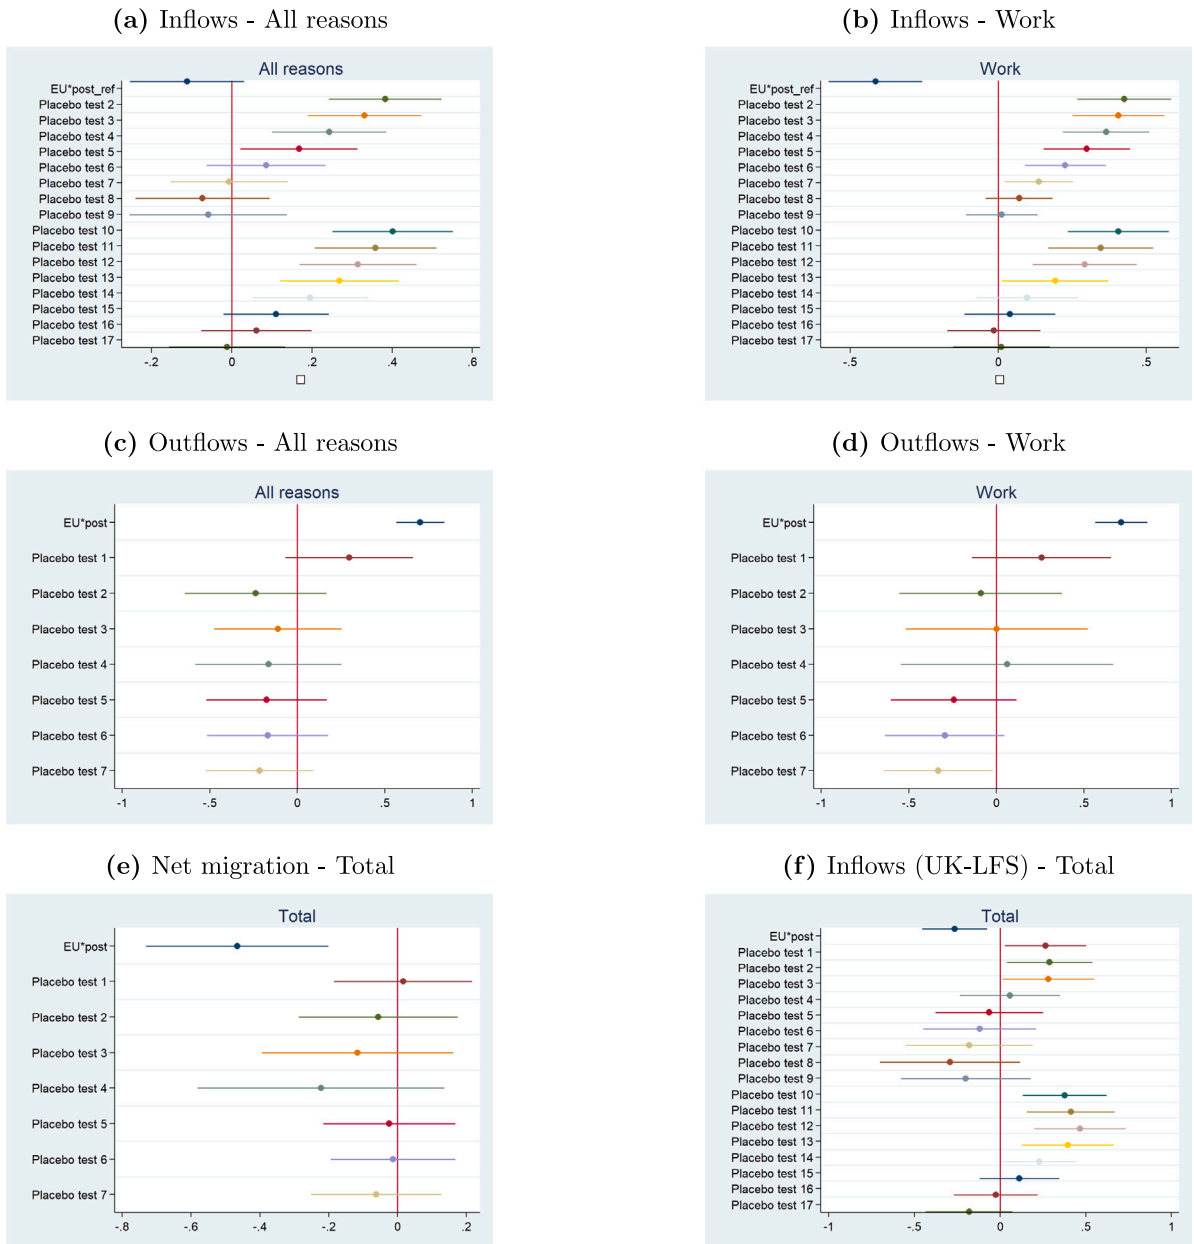 (a) Inflows - All reasons
All reasons
EU*post_ref
Placebo test 2
Placebo test 3
Placebo test 4
Placebo test 5
Placebo test 6
Placebo test 7
Placebo test 8
Placebo test 9
Placebo test 10
Placebo test 11
Placebo test 12
Placebo test 13
Placebo test 14
Placebo test 15
Placebo test 16
Placebo test 17
-.2 0 .2 .4 .6
(b) Inflows - Work
Work
EU*post_ref
Placebo test 2
Placebo test 3
Placebo test 4
Placebo test 5
Placebo test 6
Placebo test 7
Placebo test 8
Placebo test 9
Placebo test 10
Placebo test 11
Placebo test 12
Placebo test 13
Placebo test 14
Placebo test 15
Placebo test 16
Placebo test 17
-.5 0 .5
(c) Outflows - All reasons
All reasons
EU*post
Placebo test 1
Placebo test 2
Placebo test 3
Placebo test 4
Placebo test 5
Placebo test 6
Placebo test 7
-1 -.5 0 .5 1
(d) Outflows - Work
Work
EU*post
Placebo test 1
Placebo test 2
Placebo test 3
Placebo test 4
Placebo test 5
Placebo test 6
Placebo test 7
-1 -.5 0 .5 1
(e) Net migration - Total
Total
EU*post
Placebo test 1
Placebo test 2
Placebo test 3
Placebo test 4
Placebo test 5
Placebo test 6
Placebo test 7
-.8 -.6 -.4 -.2 0 .2
(f) Inflows (UK-LFS) - Total
Total
EU*post
Placebo test 1
Placebo test 2
Placebo test 3
Placebo test 4
Placebo test 5
Placebo test 6
Placebo test 7
Placebo test 8
Placebo test 9
Placebo test 10
Placebo test 11
Placebo test 12
Placebo test 13
Placebo test 14
Placebo test 15
Placebo test 16
Placebo test 17
-1 -.5 0 .5 1